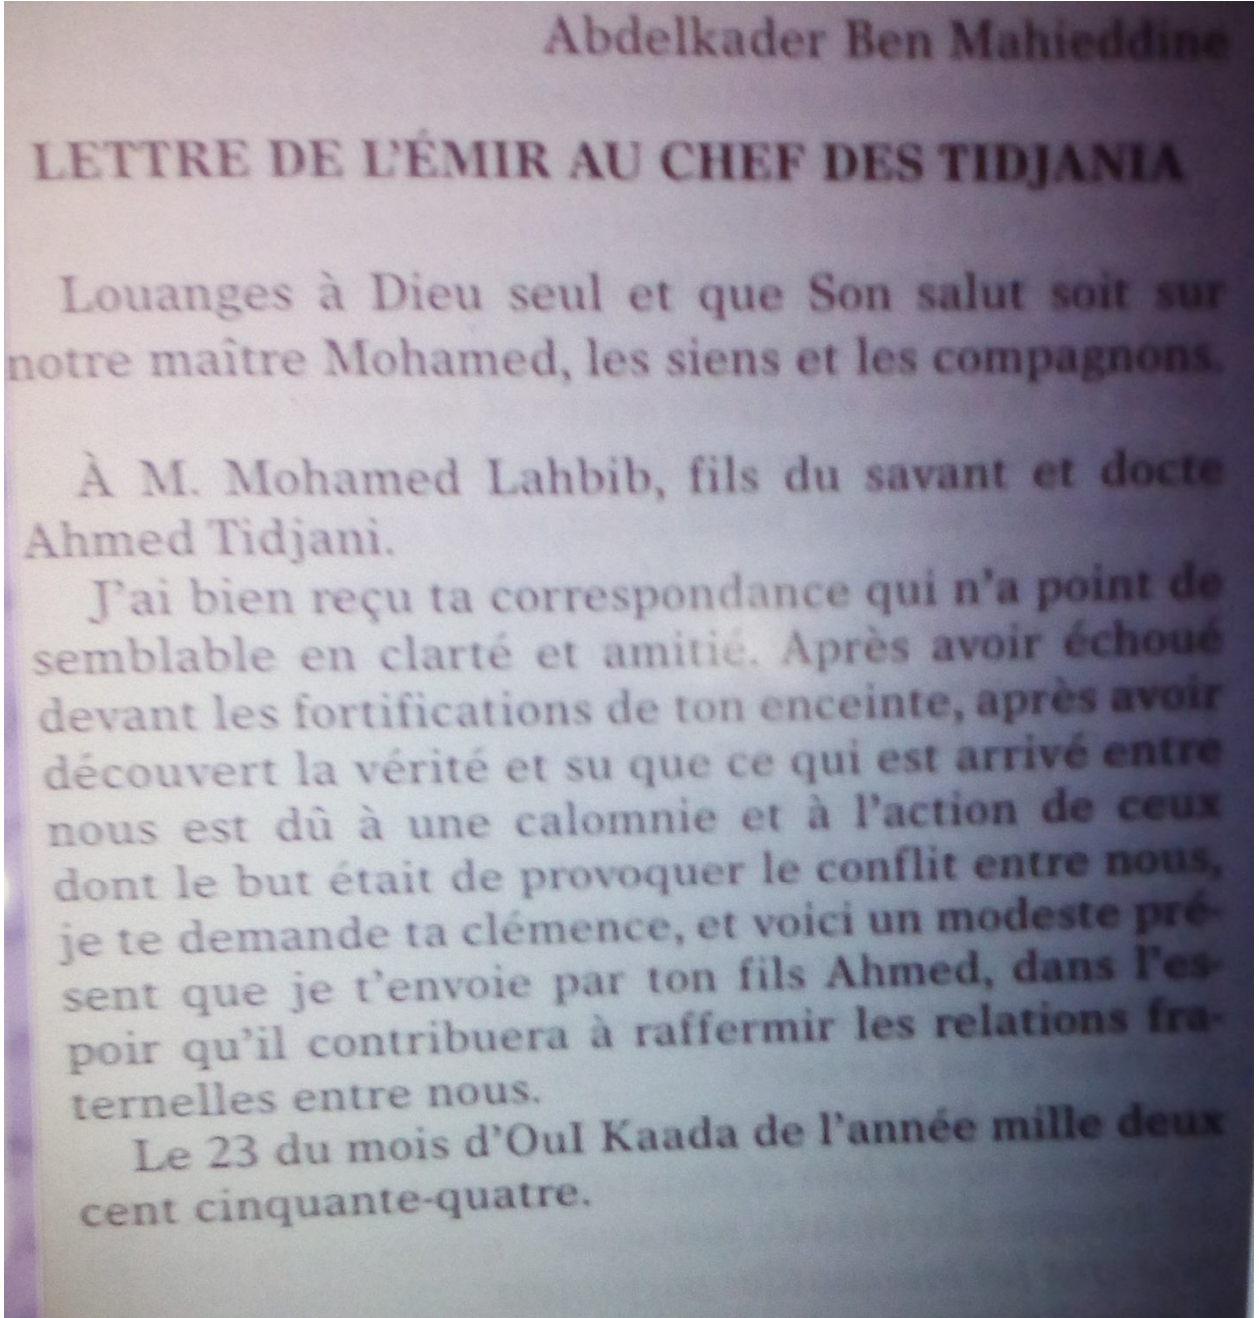 Abdelkader Ben Mahieddine
LETTRE DE L'ÉMIR AU CHEF DES TIDJANIA
Louanges à Dieu seul et que Son salut soit sur
notre maître Mohamed, les siens et les compagnons.
À M. Mohamed Lahbib, fils du savant et docte
Ahmed Tidjani.
J'ai bien reçu ta correspondance qui n'a point de
semblable en clarté et amitié. Après avoir échoué
devant les fortifications de ton enceinte, après avoir
découvert la vérité et su que ce qui est arrivé entre
nous est dû à une calomnie et à l'action de ceux
dont le but était de provoquer le conflit entre nous,
je te demande ta clémence, et voici un modeste pré-
sent que je t'envoie par ton fils Ahmed, dans l'es-
poir qu'il contribuera à raffermir les relations fra-
ternelles entre nous.
Le 23 du mois d'OuI Kaada de l'année mille deux
cent cinquante-quatre.